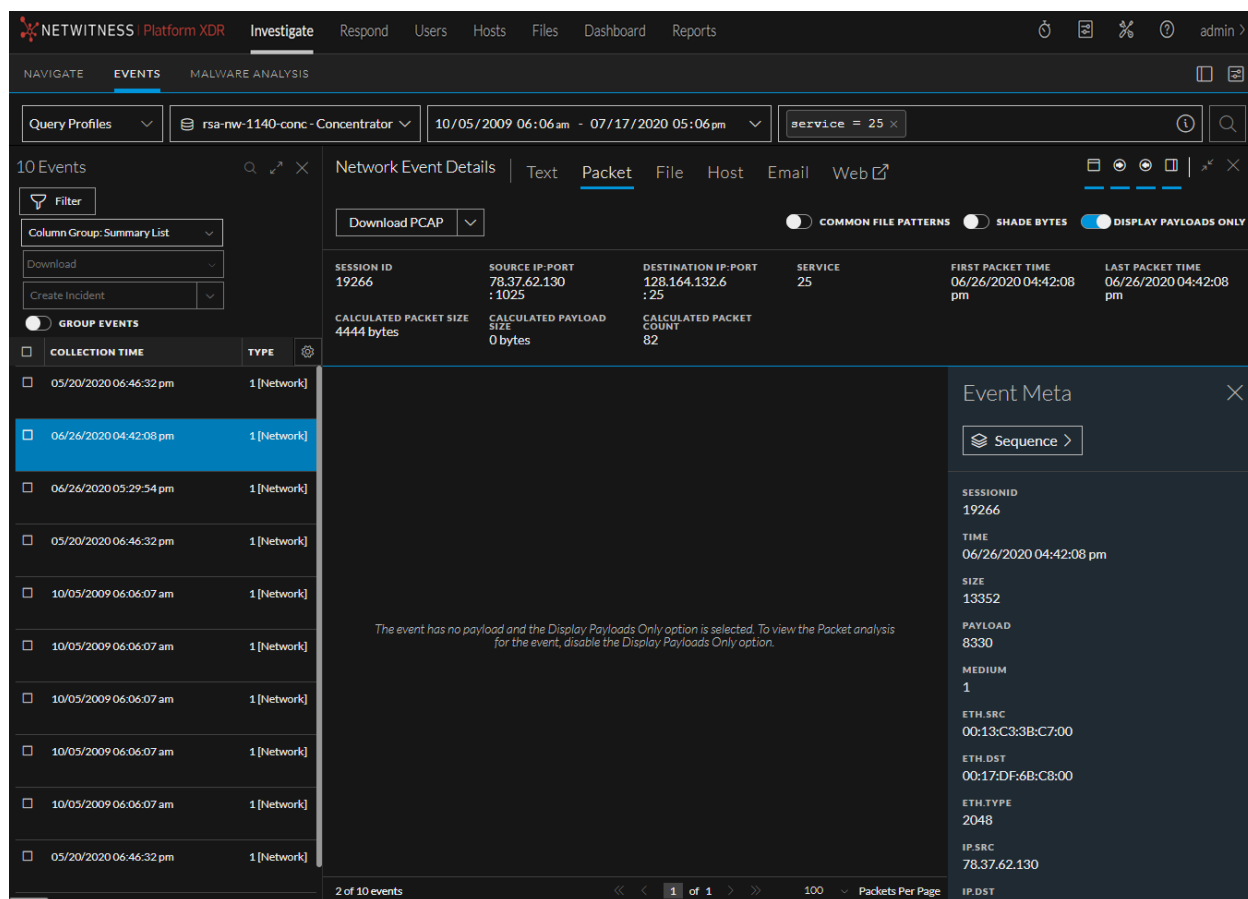 NETWITNESS | Platform XDR Investigate Respond Users Hosts Files Dashboard Reports admin >
NAVIGATE EVENTS MALWARE ANALYSIS
Query Profiles rsa-nw-1140-conc - Concentrator 10/05/2009 06:06 am - 07/17/2020 05:06 pm service = 25 ×
10 Events
Filter
Column Group: Summary List
Download
Create Incident
GROUP EVENTS
COLLECTION TIME TYPE
05/20/2020 06:46:32 pm 1 [Network]
06/26/2020 04:42:08 pm 1 [Network]
06/26/2020 05:29:54 pm 1 [Network]
05/20/2020 06:46:32 pm 1 [Network]
10/05/2009 06:06:07 am 1 [Network]
10/05/2009 06:06:07 am 1 [Network]
10/05/2009 06:06:07 am 1 [Network]
10/05/2009 06:06:07 am 1 [Network]
10/05/2009 06:06:07 am 1 [Network]
05/20/2020 06:46:32 pm 1 [Network]
Network Event Details Text Packet File Host Email Web
Download PCAP COMMON FILE PATTERNS SHADE BYTES DISPLAY PAYLOADS ONLY
SESSION ID SOURCE IP:PORT DESTINATION IP:PORT SERVICE FIRST PACKET TIME LAST PACKET TIME
19266 78.37.62.130 128.164.132.6 25 06/26/2020 04:42:08 06/26/2020 04:42:08
: 1025 : 25 pm pm
CALCULATED PACKET SIZE CALCULATED PAYLOAD CALCULATED PACKET
SIZE COUNT
4444 bytes 0 bytes 82
The event has no payload and the Display Payloads Only option is selected. To view the Packet analysis
for the event, disable the Display Payloads Only option.
2 of 10 events 1 of 1 100 Packets Per Page
Event Meta
Sequence >
SESSIONID
19266
TIME
06/26/2020 04:42:08 pm
SIZE
13352
PAYLOAD
8330
MEDIUM
1
ETH.SRC
00:13:C3:3B:C7:00
ETH.DST
00:17:DF:6B:C8:00
ETH.TYPE
2048
IP.SRC
78.37.62.130
IP.DST